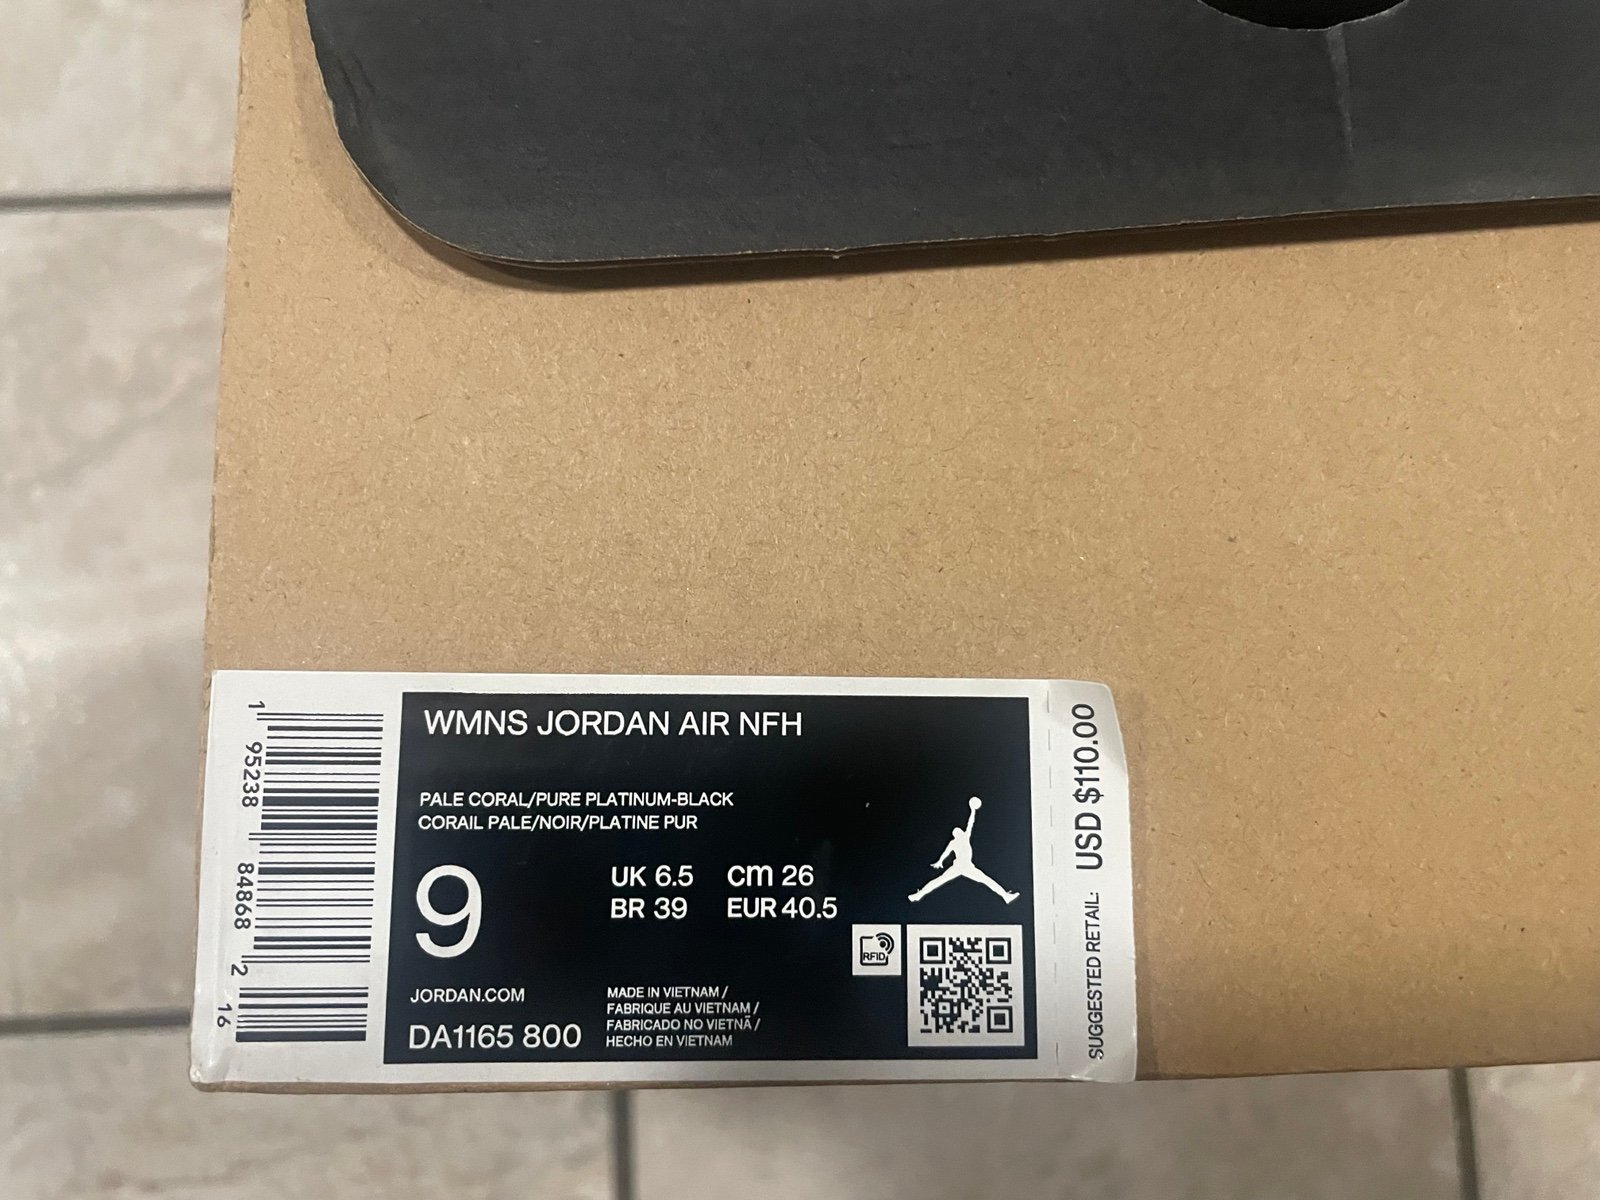 WMNS JORDAN AIR NFH
PALE CORAL/PURE PLATINUM-BLACK
CORAIL PALE/NOIR/PLATINE PUR
9
UK 6.5 cm 26
BR 39 EUR 40.5
RFID
JORDAN.COM
DA1165 800
MADE IN VIETNAM /
FABRIQUE AU VIETNAM /
FABRICADO NO VIETNÃ /
HECHO EN VIETNAM
1 95238 84868 2 16
SUGGESTED RETAIL: USD $110.00